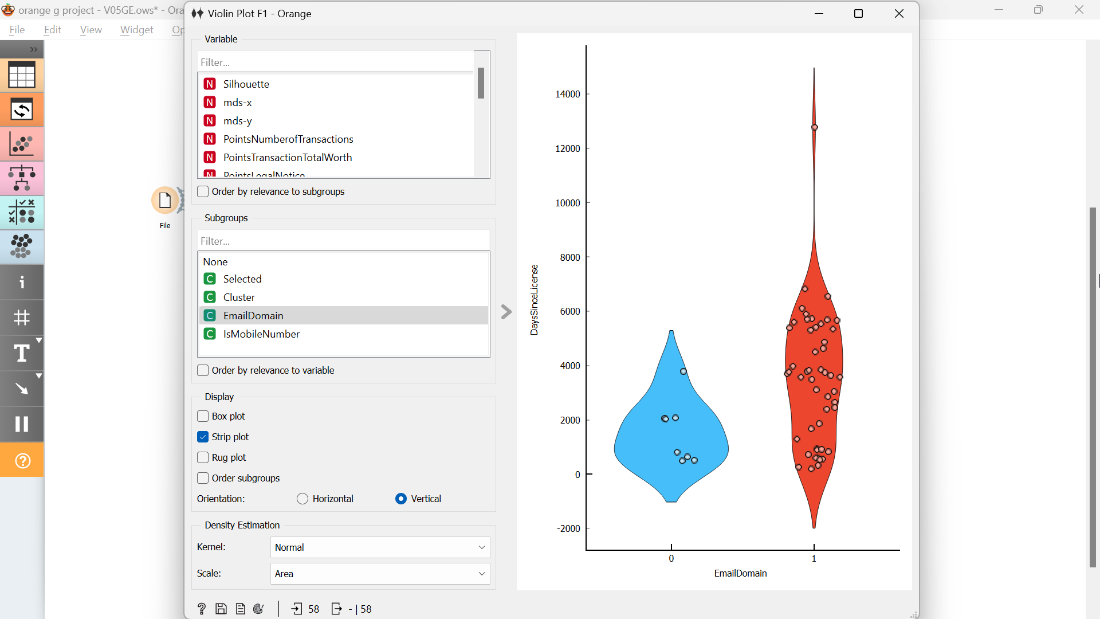 orange g project - V05GE.ows* - Ora
File Edit View Widget Op
File
Violin Plot F1 - Orange
Variable
Filter...
N Silhouette
N mds-x
N mds-y
N PointsNumberofTransactions
N PointsTransactionTotalWorth
N PointsLegalNotice
Order by relevance to subgroups
Subgroups
Filter...
None
C Selected
C Cluster
C EmailDomain
C IsMobileNumber
Order by relevance to variable
Display
Box plot
Strip plot
Rug plot
Order subgroups
Orientation: Horizontal Vertical
Density Estimation
Kernel: Normal
Scale: Area
? 58 - | 58
DaysSinceLicense
14000
12000
10000
8000
6000
4000
2000
0
-2000
0 1
EmailDomain